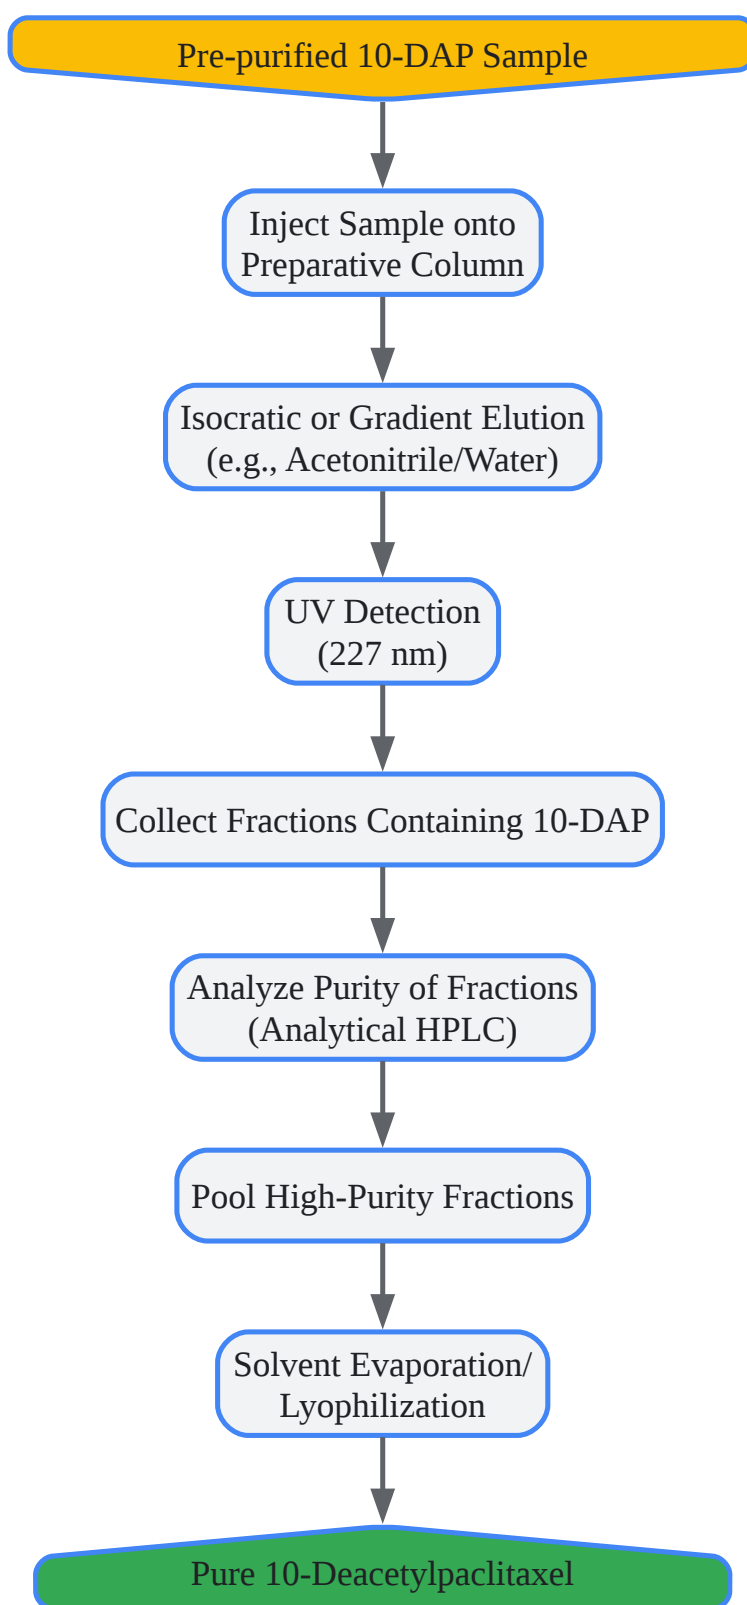 Pre-purified 10-DAP Sample
Inject Sample onto
Preparative Column
Isocratic or Gradient Elution
(e.g., Acetonitrile/Water)
UV Detection
(227 nm)
Collect Fractions Containing 10-DAP
Analyze Purity of Fractions
(Analytical HPLC)
Pool High-Purity Fractions
Solvent Evaporation/
Lyophilization
Pure 10-Deacetylpaclitaxel